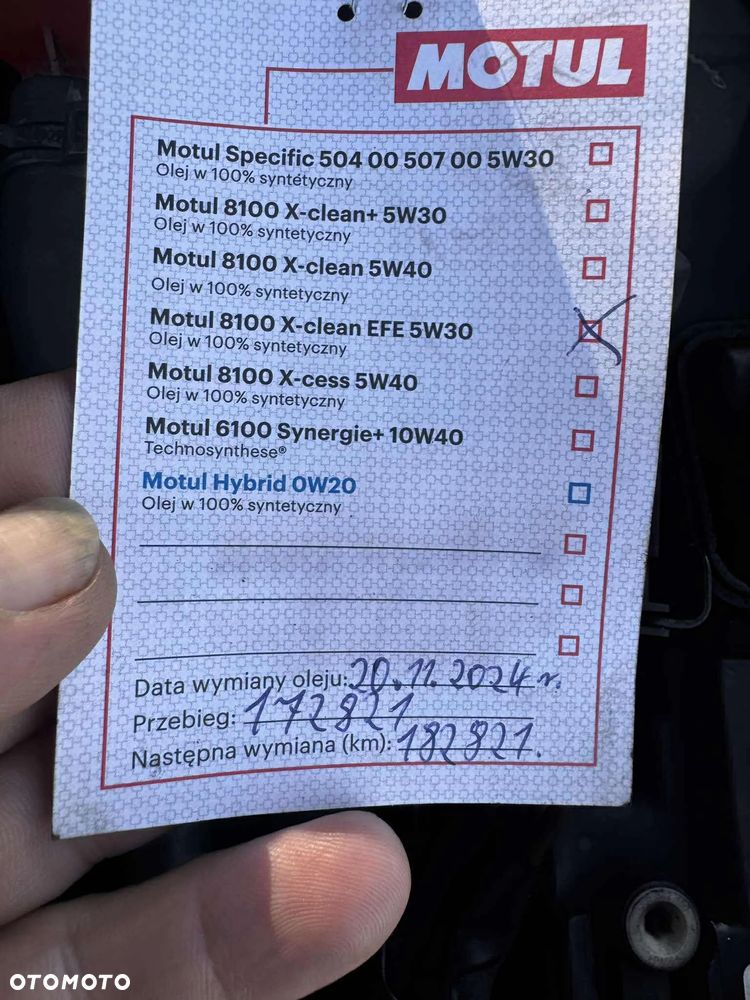 MOTUL
Motul Specific 504 00 507 00 5W30
Olej w 100% syntétyczny
Motul 8100 X-clean+ 5W30
Olej w 100% syntetyczny
Motul 8100 X-clean 5W40
Olej w 100% syntetyczny
Motul 8100 X-clean EFE 5W30
Olej w 100% syntetyczny
Motul 8100 X-cess 5W40
Olej w 100% syntetyczny
Motul 6100 Synergie+ 10W40
Technosynthese®
Motul Hybrid 0W20
Olej w 100% syntetyczny
Data wymiany oleju: 20.11.2024 r.
Przebieg: 172821
Następna wymiana (km): 182821.
OTOMOTO